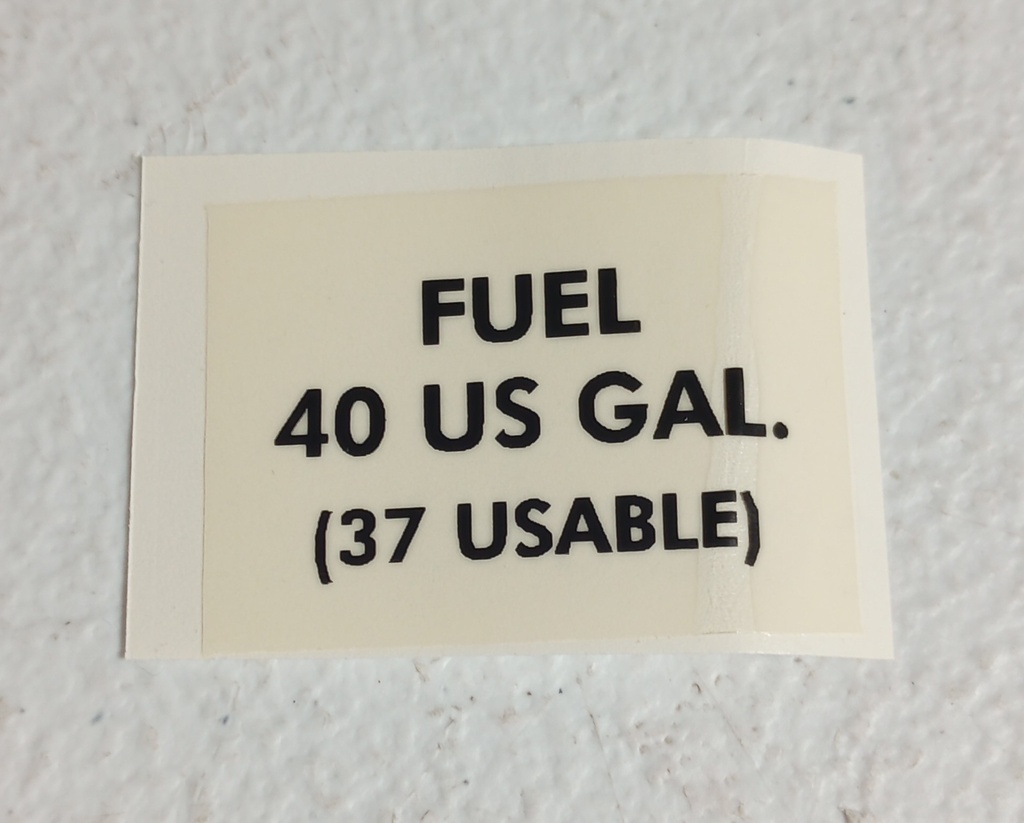 FUEL
40 US GAL.
(37 USABLE)